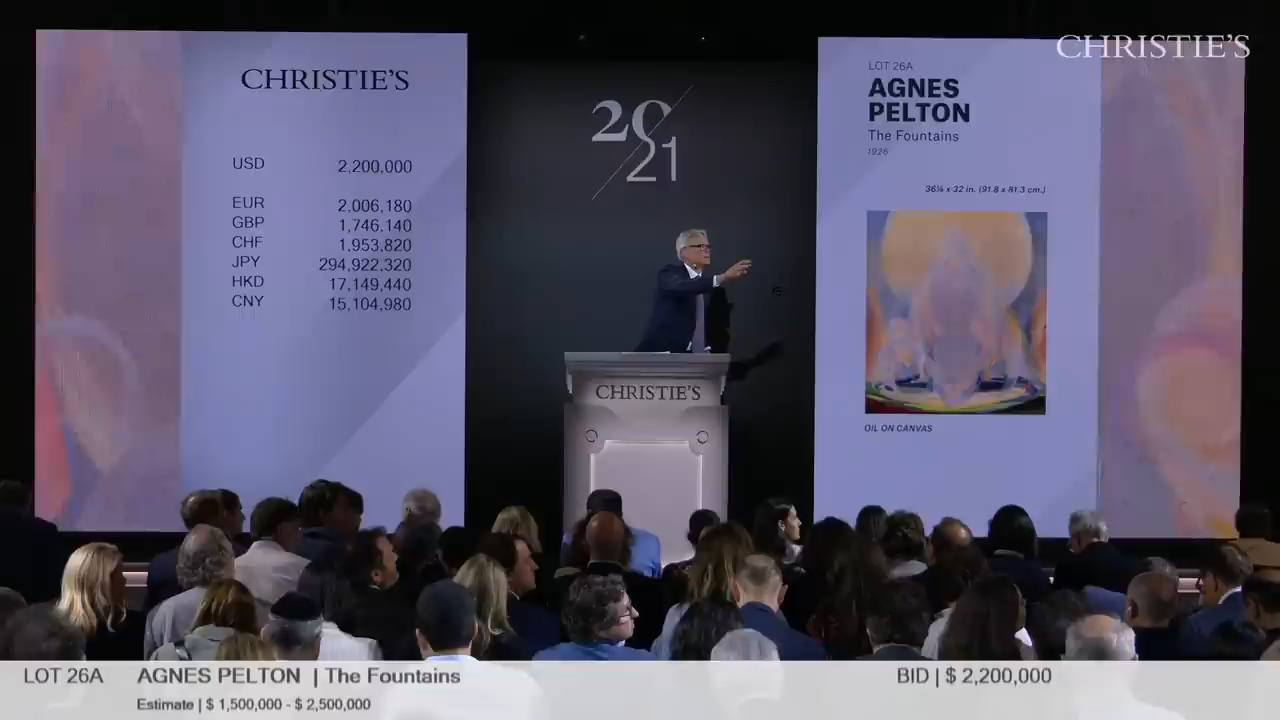 CHRISTIE'S
USD 2,200,000
EUR 2,006,180
GBP 1,746,140
CHF 1,953,820
JPY 294,922,320
HKD 17,149,440
CNY 15,104,980
20/21
CHRISTIE'S
CHRISTIE'S
LOT 26A
AGNES
PELTON
The Fountains
1926
36⅛ x 32 in. (91.8 x 81.3 cm.)
OIL ON CANVAS
LOT 26A AGNES PELTON | The Fountains BID | $ 2,200,000
Estimate | $ 1,500,000 - $ 2,500,000